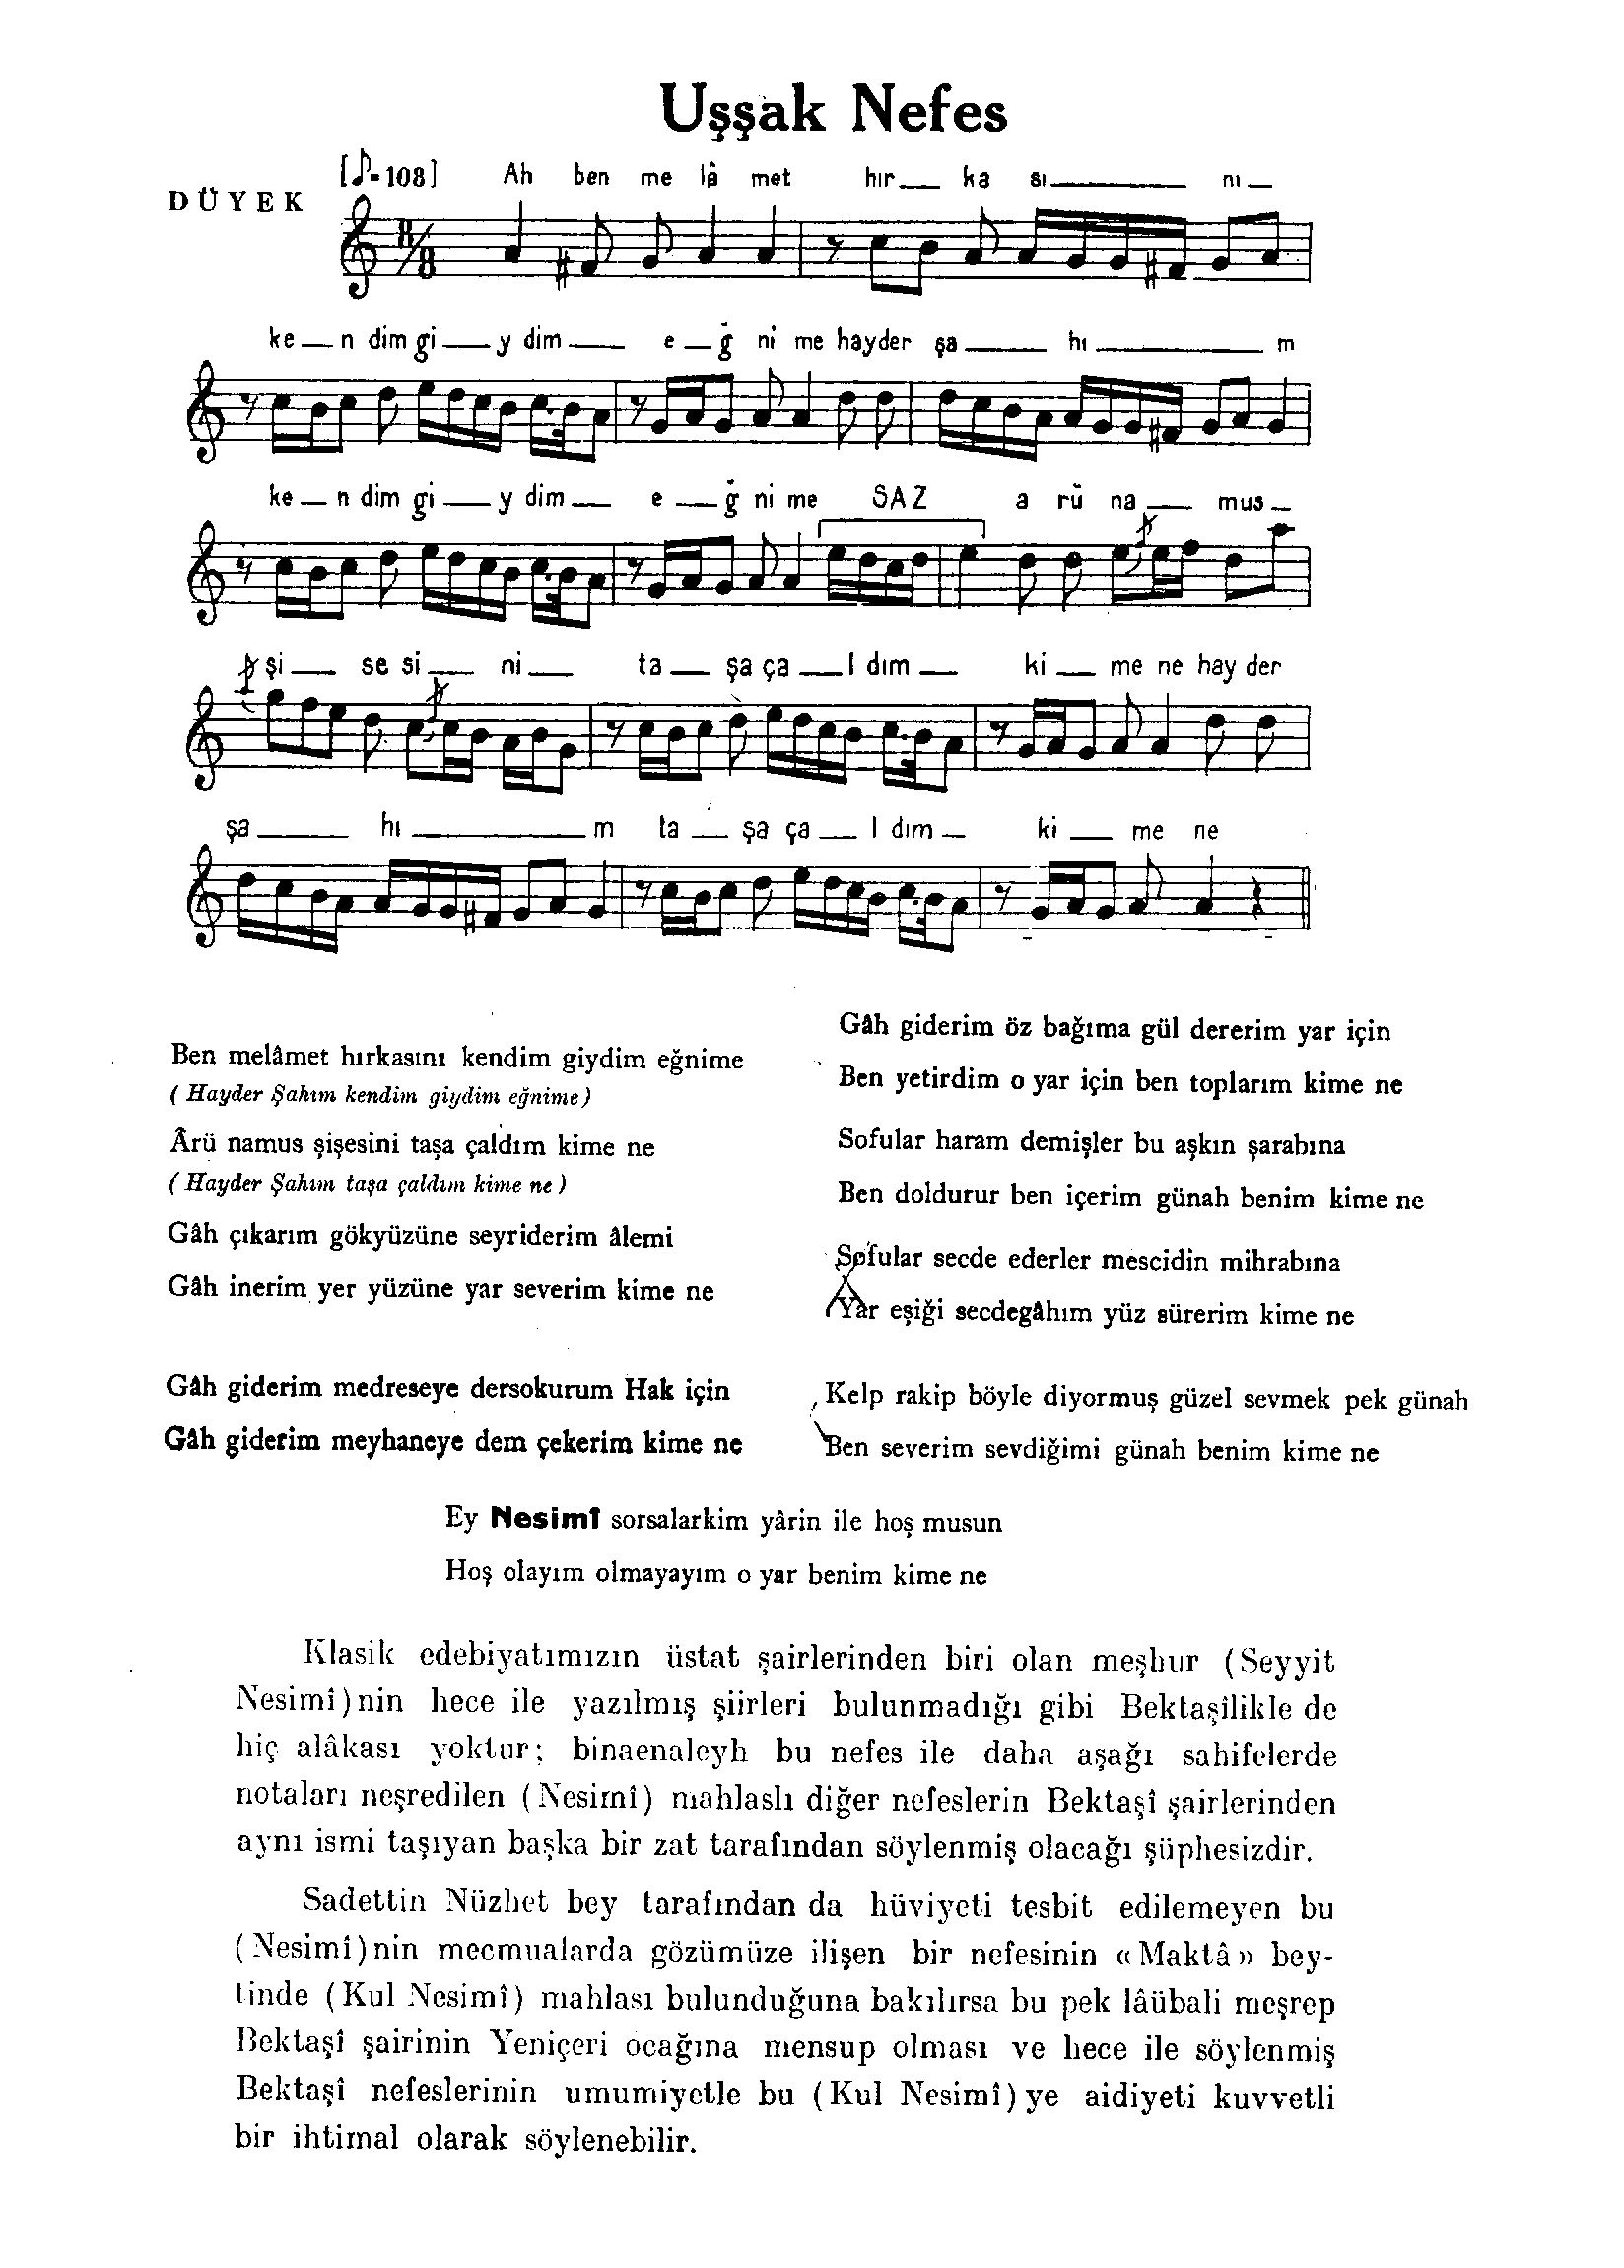 Uşşak Nefes
DÜYEK
[♪=108]
Ah ben me lâ met hır__ ka sı______ nı__
8/8
ke__n dim gi__y dim__ e__ğ ni me hayder şa____ hı______ m
ke__n dim gi__y dim__ e__ğ ni me SAZ a rü na__ mus__
şi__ se si__ ni__ ta__ şa ça__l dım__ ki__ me ne hay der
şa____ hı______ m ta__ şa ça__l dım__ ki__ me ne
Ben melâmet hırkasını kendim giydim eğnime
( Hayder Şahım kendim giydim eğnime )
Ârü namus şişesini taşa çaldım kime ne
( Hayder Şahım taşa çaldım kime ne )
Gâh çıkarım gökyüzüne seyriderim âlemi
Gâh inerim yer yüzüne yar severim kime ne
Gâh giderim medreseye dersokurum Hak için
Gâh giderim meyhaneye dem çekerim kime ne
Gâh giderim öz bağıma gül dererim yar için
Ben yetirdim o yar için ben toplarım kime ne
Sofular haram demişler bu aşkın şarabına
Ben doldurur ben içerim günah benim kime ne
Sofular secde ederler mescidin mihrabına
Yar eşiği secdegâhım yüz sürerim kime ne
Kelp rakip böyle diyormuş güzel sevmek pek günah
Ben severim sevdiğimi günah benim kime ne
Ey Nesimî sorsalarkim yârin ile hoş musun
Hoş olayım olmayayım o yar benim kime ne
Klasik edebiyatımızın üstat şairlerinden biri olan meşhur (Seyyit
Nesimî)nin hece ile yazılmış şiirleri bulunmadığı gibi Bektaşilikle de
hiç alâkası yoktur; binaenaleyh bu nefes ile daha aşağı sahifelerde
notaları neşredilen (Nesimî) mahlaslı diğer nefeslerin Bektaşî şairlerinden
aynı ismi taşıyan başka bir zat tarafından söylenmiş olacağı şüphesizdir.
Sadettin Nüzhet bey tarafından da hüviyeti tesbit edilemeyen bu
(Nesimî)nin mecmualarda gözümüze ilişen bir nefesinin «Maktâ» bey-
tinde (Kul Nesimî) mahlası bulunduğuna bakılırsa bu pek lâübali meşrep
Bektaşî şairinin Yeniçeri ocağına mensup olması ve hece ile söylenmiş
Bektaşî nefeslerinin umumiyetle bu (Kul Nesimî) ye aidiyeti kuvvetli
bir ihtimal olarak söylenebilir.